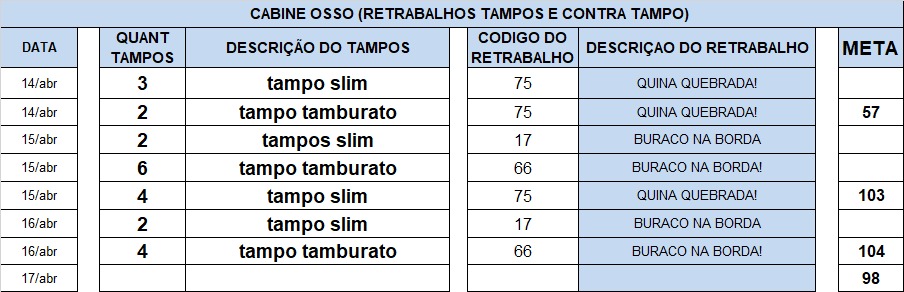 CABINE OSSO (RETRABALHOS TAMPOS E CONTRA TAMPO)
DATA QUANT TAMPOS DESCRIÇÃO DO TAMPOS CODIGO DO RETRABALHO DESCRIÇAO DO RETRABALHO META
14/abr 3 tampo slim 75 QUINA QUEBRADA!
14/abr 2 tampo tamburato 75 QUINA QUEBRADA! 57
15/abr 2 tampos slim 17 BURACO NA BORDA
15/abr 6 tampo tamburato 66 BURACO NA BORDA!
15/abr 4 tampo slim 75 QUINA QUEBRADA! 103
16/abr 2 tampo slim 17 BURACO NA BORDA
16/abr 4 tampo tamburato 66 BURACO NA BORDA! 104
17/abr 98